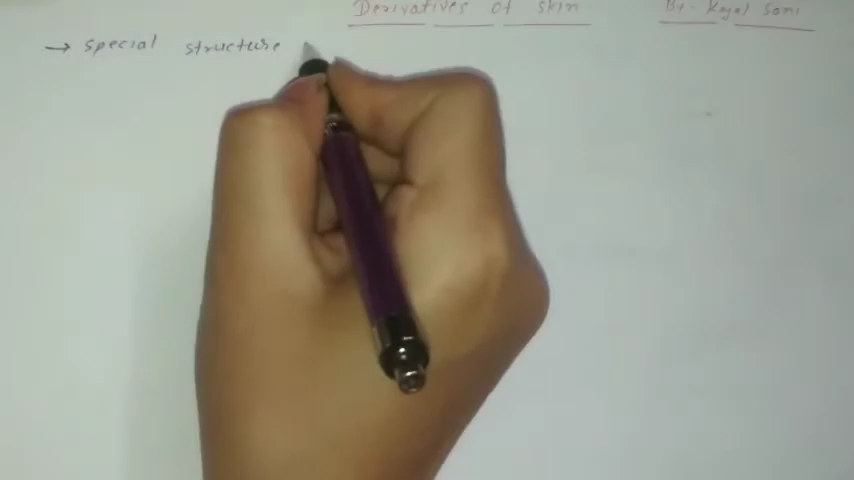 Derivatives of skin
By- Kajal Soni
→ special structure